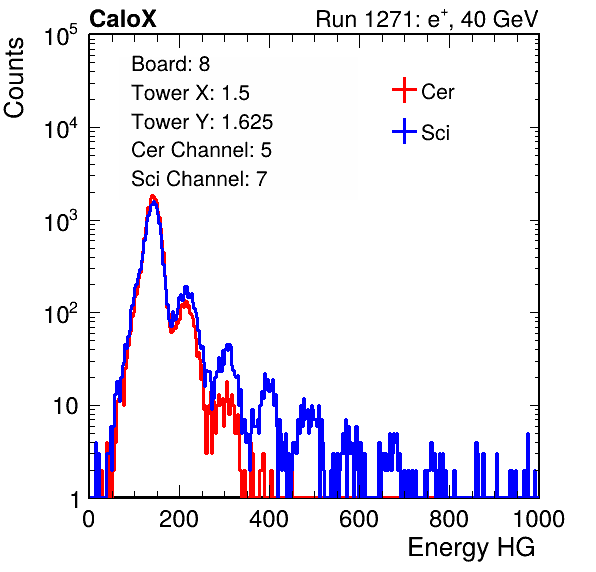 CaloX Run 1271: e⁺, 40 GeV
Counts
Board: 8
Tower X: 1.5
Tower Y: 1.625
Cer Channel: 5
Sci Channel: 7
Cer
Sci
10⁵
10⁴
10³
10²
10
1
0 200 400 600 800 1000
Energy HG